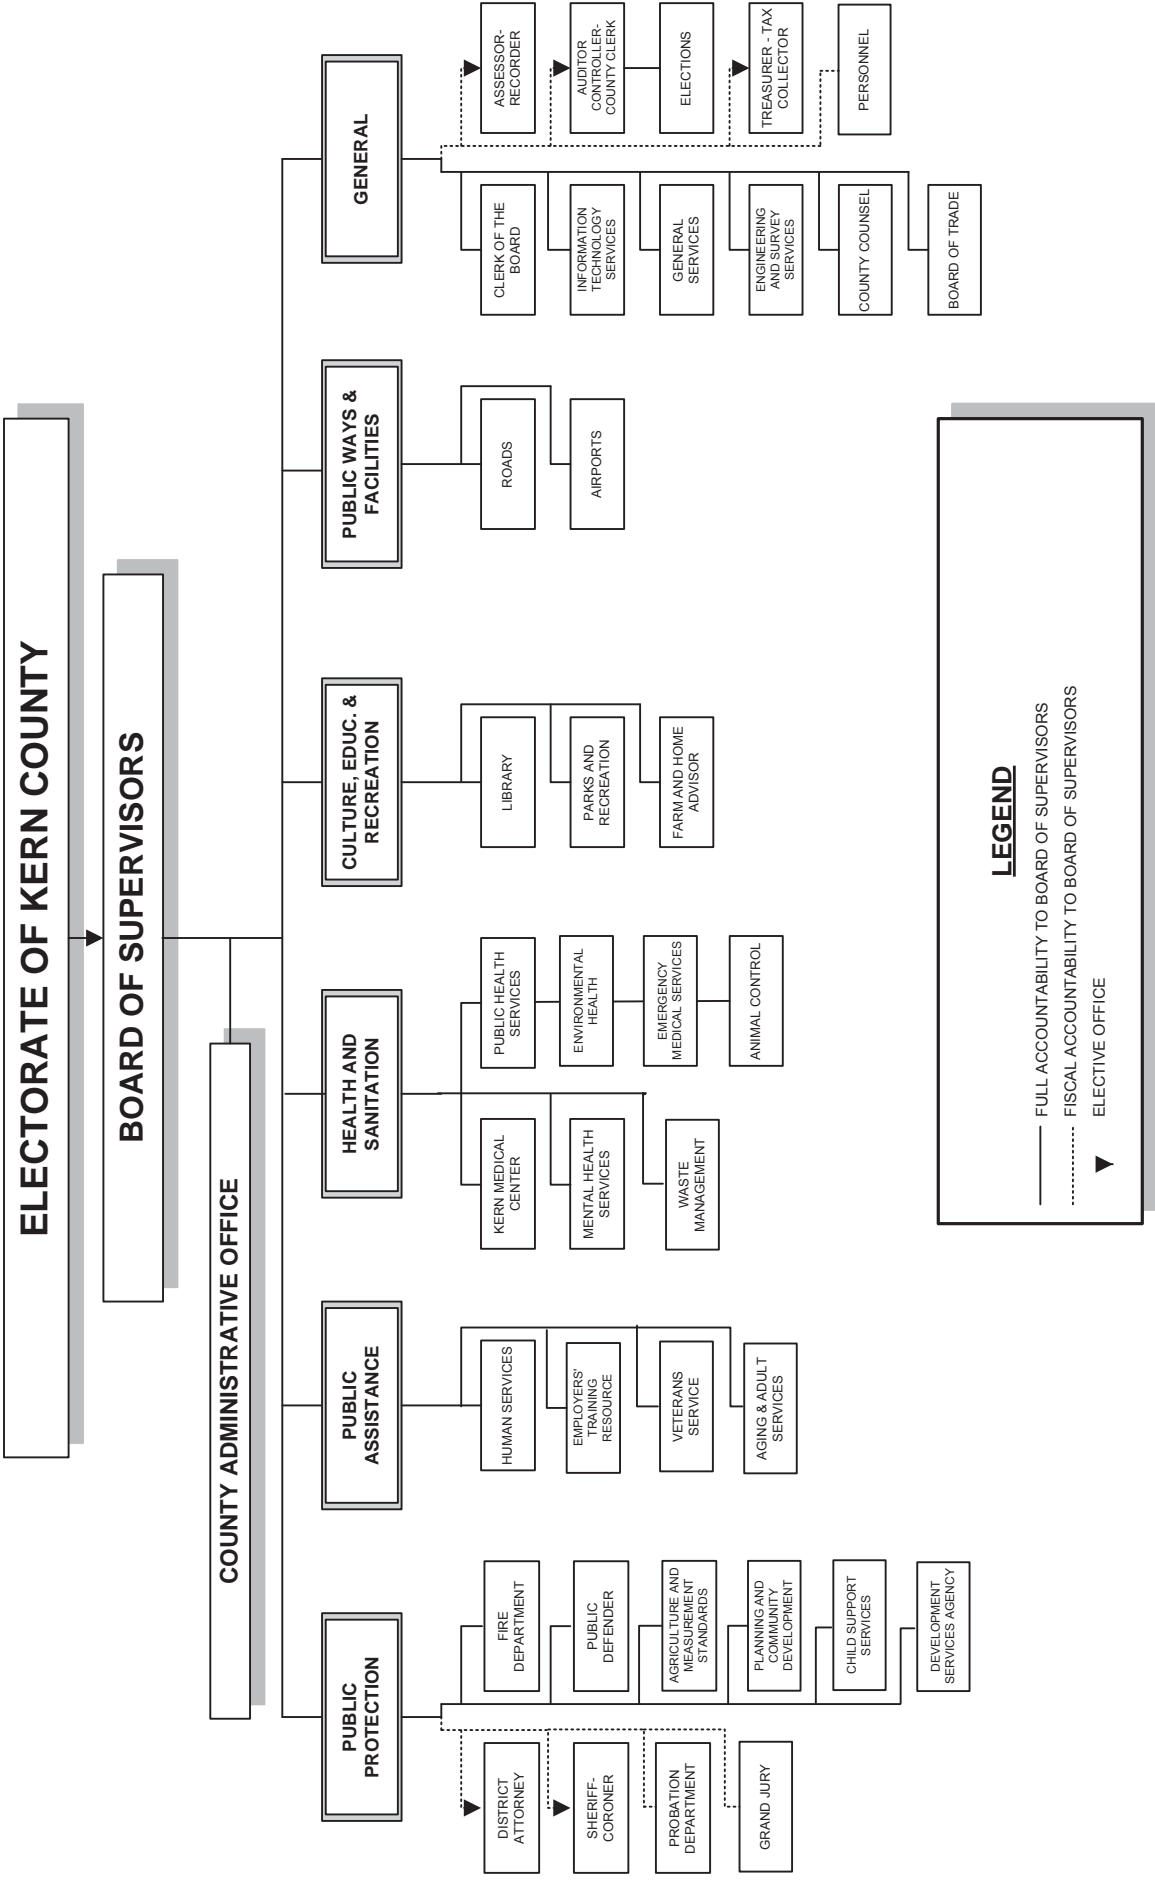 ELECTORATE OF KERN COUNTY
BOARD OF SUPERVISORS
COUNTY ADMINISTRATIVE OFFICE
PUBLIC
PROTECTION
DISTRICT
ATTORNEY
SHERIFF-
CORONER
PROBATION
DEPARTMENT
GRAND JURY
FIRE
DEPARTMENT
PUBLIC
DEFENDER
AGRICULTURE AND
MEASUREMENT
STANDARDS
PLANNING AND
COMMUNITY
DEVELOPMENT
CHILD SUPPORT
SERVICES
DEVELOPMENT
SERVICES AGENCY
PUBLIC
ASSISTANCE
HUMAN SERVICES
EMPLOYERS'
TRAINING
RESOURCE
VETERANS
SERVICE
AGING & ADULT
SERVICES
HEALTH AND
SANITATION
KERN MEDICAL
CENTER
MENTAL HEALTH
SERVICES
WASTE
MANAGEMENT
PUBLIC HEALTH
SERVICES
ENVIRONMENTAL
HEALTH
EMERGENCY
MEDICAL SERVICES
ANIMAL CONTROL
CULTURE, EDUC. &
RECREATION
LIBRARY
PARKS AND
RECREATION
FARM AND HOME
ADVISOR
PUBLIC WAYS &
FACILITIES
ROADS
AIRPORTS
GENERAL
CLERK OF THE
BOARD
INFORMATION
TECHNOLOGY
SERVICES
GENERAL
SERVICES
ENGINEERING
AND SURVEY
SERVICES
COUNTY COUNSEL
BOARD OF TRADE
ASSESSOR-
RECORDER
AUDITOR
CONTROLLER-
COUNTY CLERK
ELECTIONS
TREASURER - TAX
COLLECTOR
PERSONNEL
LEGEND
FULL ACCOUNTABILITY TO BOARD OF SUPERVISORS
FISCAL ACCOUNTABILITY TO BOARD OF SUPERVISORS
ELECTIVE OFFICE